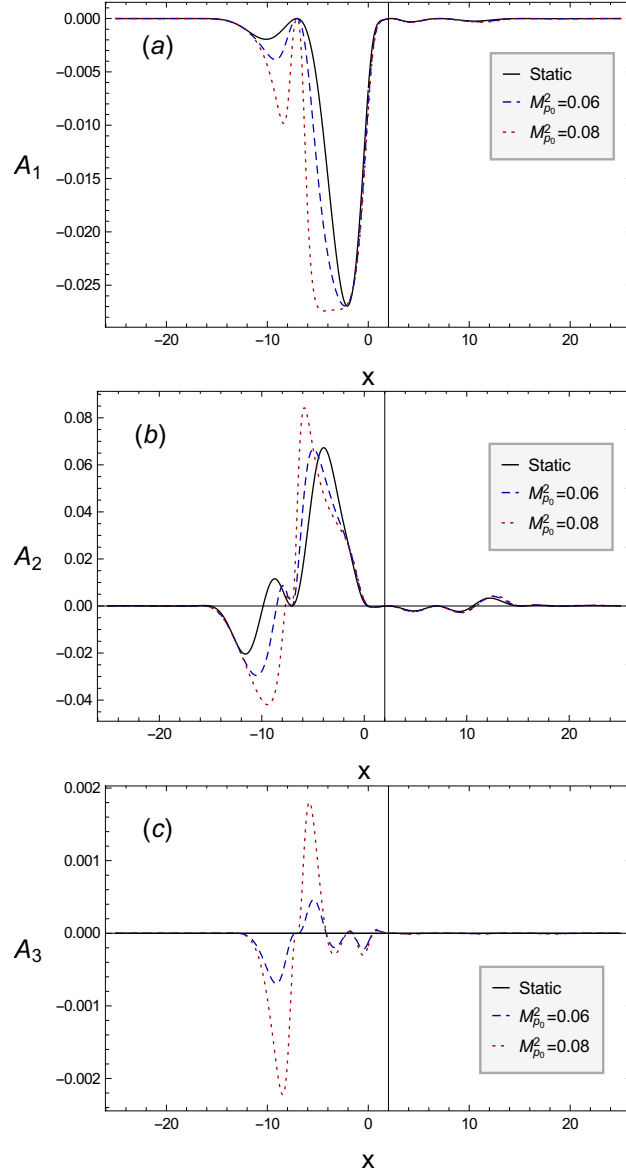 (a)
0.000
−0.005
−0.010
−0.015
−0.020
−0.025
A1
Static
M²p0=0.06
M²p0=0.08
−20 −10 0 10 20
x
(b)
0.08
0.06
0.04
0.02
0.00
−0.02
−0.04
A2
Static
M²p0=0.06
M²p0=0.08
−20 −10 0 10 20
x
(c)
0.002
0.001
0.000
−0.001
−0.002
A3
Static
M²p0=0.06
M²p0=0.08
−20 −10 0 10 20
x